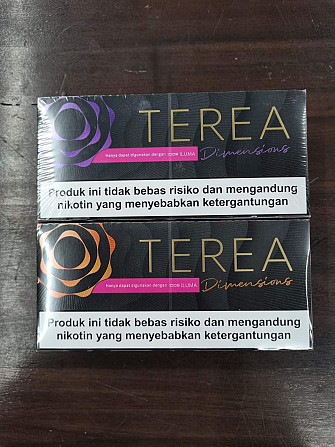 TEREA
Hanya dapat digunakan dengan IQOS ILUMA
Dimensions
Produk ini tidak bebas risiko dan mengandung
nikotin yang menyebabkan ketergantungan
TEREA
Hanya dapat digunakan dengan IQOS ILUMA
Dimensions
Produk ini tidak bebas risiko dan mengandung
nikotin yang menyebabkan ketergantungan